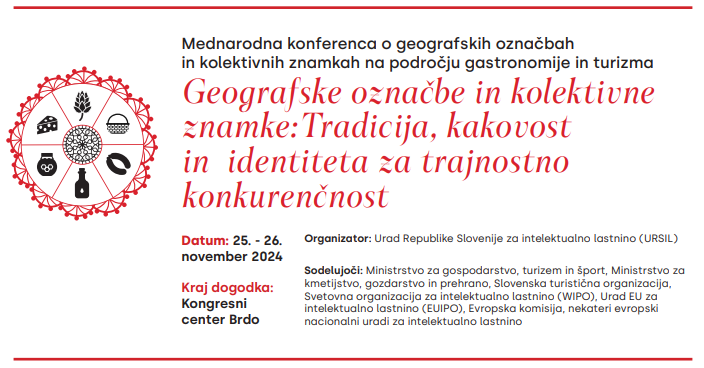 Mednarodna konferenca o geografskih označbah
in kolektivnih znamkah na področju gastronomije in turizma
Geografske označbe in kolektivne
znamke: Tradicija, kakovost
in identiteta za trajnostno
konkurenčnost
Datum: 25. - 26.
november 2024
Kraj dogodka:
Kongresni
center Brdo
Organizator: Urad Republike Slovenije za intelektualno lastnino (URSIL)
Sodelujoči: Ministrstvo za gospodarstvo, turizem in šport, Ministrstvo za
kmetijstvo, gozdarstvo in prehrano, Slovenska turistična organizacija,
Svetovna organizacija za intelektualno lastnino (WIPO), Urad EU za
intelektualno lastnino (EUIPO), Evropska komisija, nekateri evropski
nacionalni uradi za intelektualno lastnino